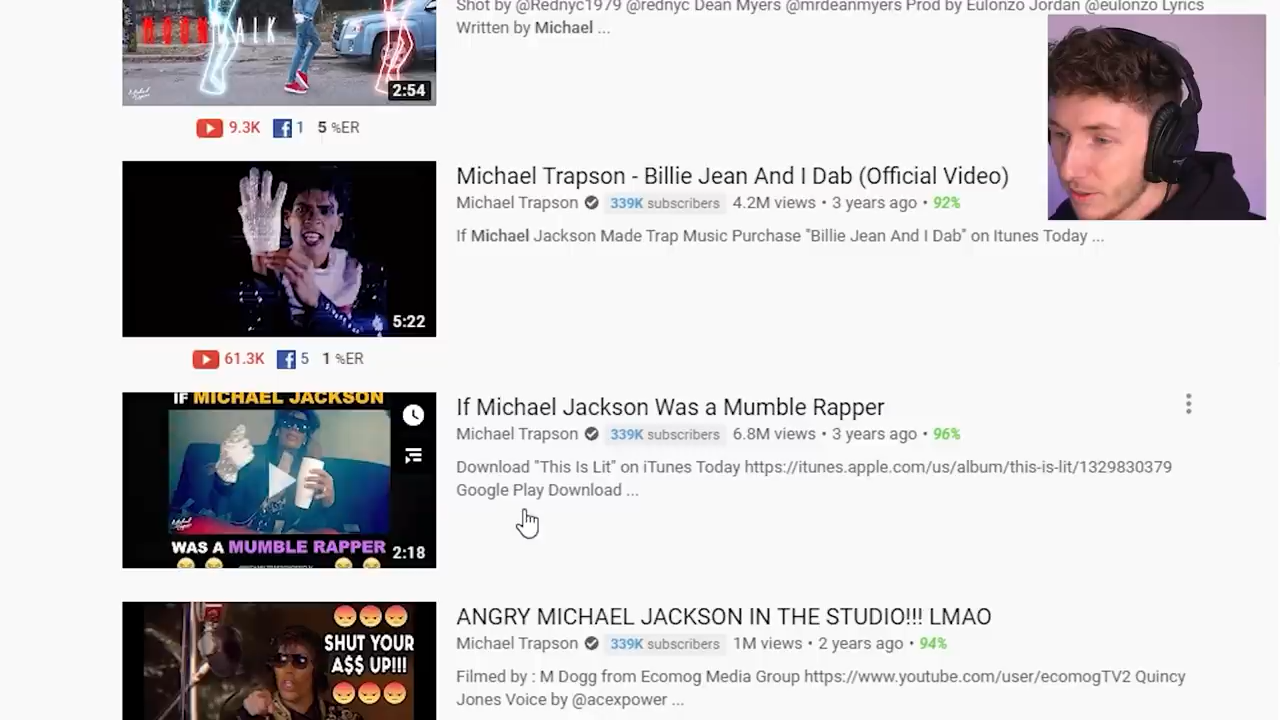 Shot by @Rednyc1979 @rednyc Dean Myers @mrdeanmyers Prod by Eulonzo Jordan @eulonzo Lyrics
Written by Michael ...
MOONWALK
2:54
9.3K 1 5 %ER
Michael Trapson - Billie Jean And I Dab (Official Video)
Michael Trapson 339K subscribers 4.2M views • 3 years ago • 92%
If Michael Jackson Made Trap Music Purchase "Billie Jean And I Dab" on Itunes Today ...
5:22
61.3K 5 1 %ER
IF MICHAEL JACKSON
WAS A MUMBLE RAPPER
2:18
If Michael Jackson Was a Mumble Rapper
Michael Trapson 339K subscribers 6.8M views • 3 years ago • 96%
Download "This Is Lit" on iTunes Today https://itunes.apple.com/us/album/this-is-lit/1329830379
Google Play Download ...
SHUT YOUR
A$$ UP!!!
ANGRY MICHAEL JACKSON IN THE STUDIO!!! LMAO
Michael Trapson 339K subscribers 1M views • 2 years ago • 94%
Filmed by : M Dogg from Ecomog Media Group https://www.youtube.com/user/ecomogTV2 Quincy
Jones Voice by @acexpower ...